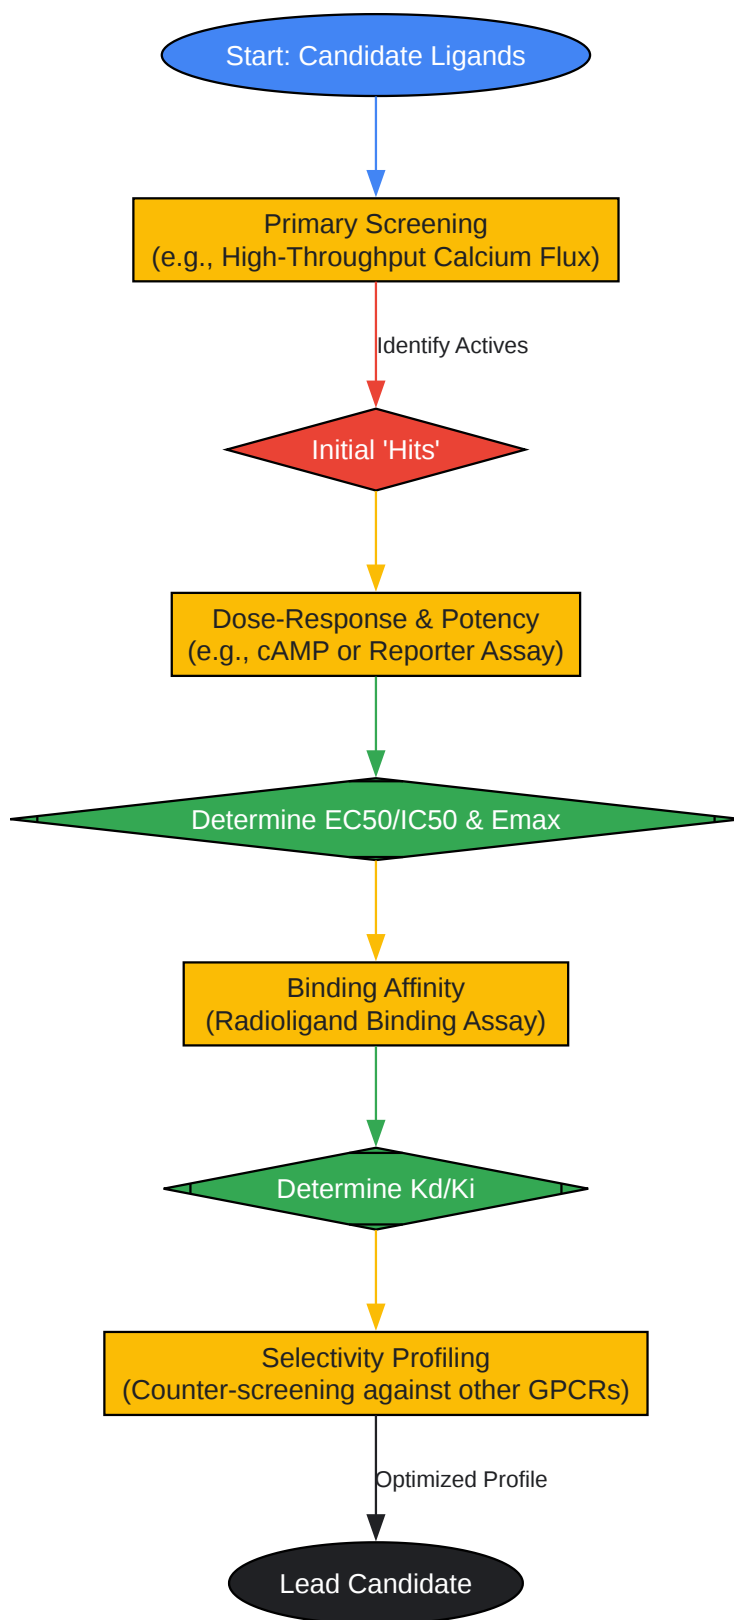 Start: Candidate Ligands
Primary Screening
(e.g., High-Throughput Calcium Flux)
Identify Actives
Initial 'Hits'
Dose-Response & Potency
(e.g., cAMP or Reporter Assay)
Determine EC50/IC50 & Emax
Binding Affinity
(Radioligand Binding Assay)
Determine Kd/Ki
Selectivity Profiling
(Counter-screening against other GPCRs)
Optimized Profile
Lead Candidate